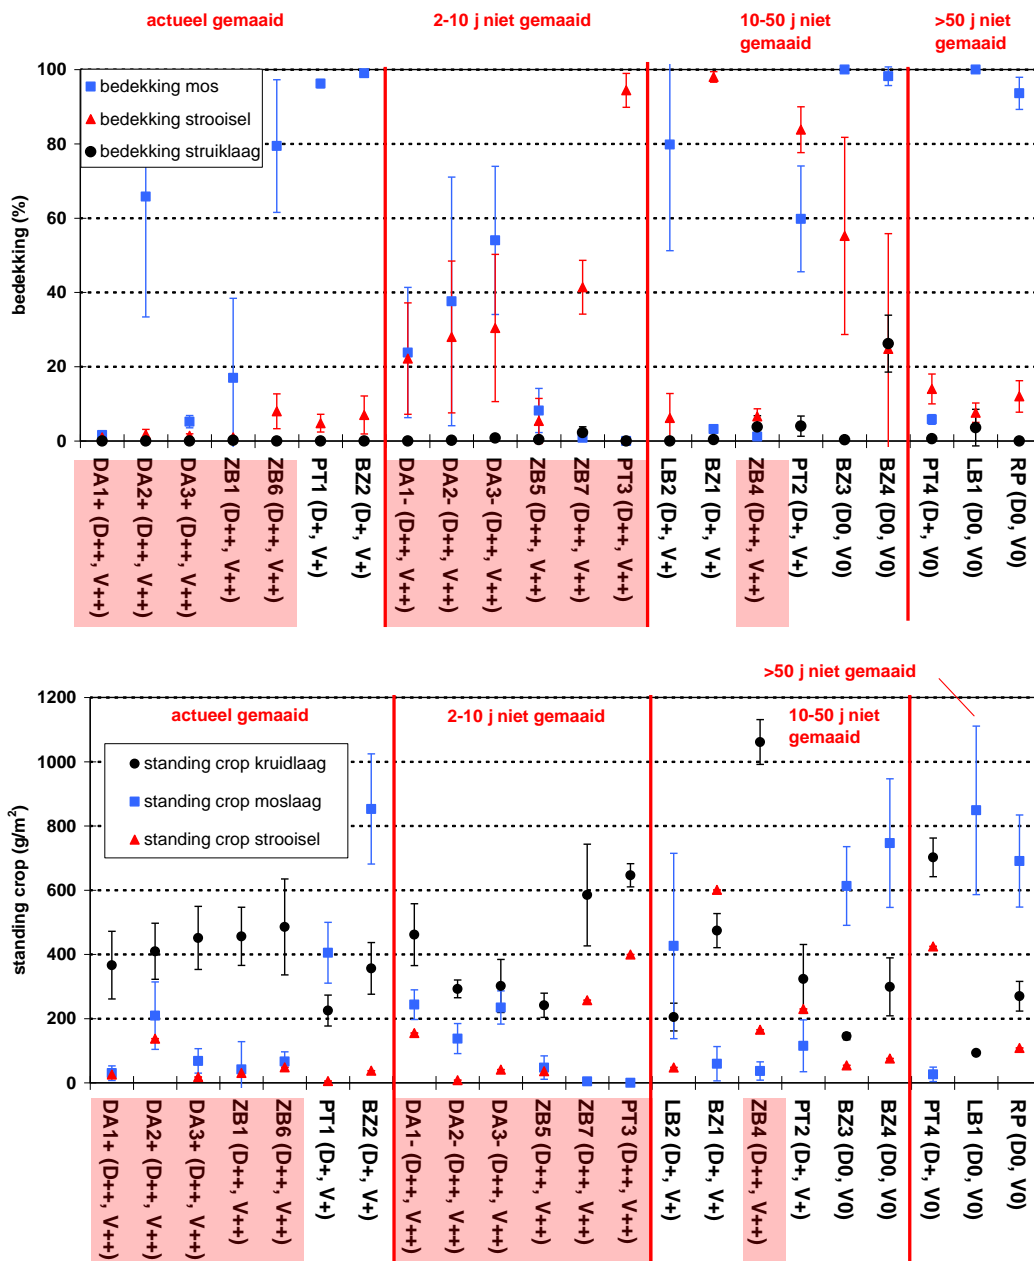 actueel gemaaid
2-10 j niet gemaaid
10-50 j niet
gemaaid
>50 j niet
gemaaid
bedekking (%)
100
80
60
40
20
0
bedekking mos
bedekking strooisel
bedekking struiklaag
DA1+ (D++, V++)
DA2+ (D++, V++)
DA3+ (D++, V++)
ZB1 (D++, V++)
ZB6 (D++, V++)
PT1 (D+, V+)
BZ2 (D+, V+)
DA1- (D++, V++)
DA2- (D++, V++)
DA3- (D++, V++)
ZB5 (D++, V++)
ZB7 (D++, V++)
PT3 (D++, V++)
LB2 (D+, V+)
BZ1 (D+, V+)
ZB4 (D++, V++)
PT2 (D+, V+)
BZ3 (D0, V0)
BZ4 (D0, V0)
PT4 (D+, V0)
LB1 (D0, V0)
RP (D0, V0)
>50 j niet gemaaid
actueel gemaaid
2-10 j niet gemaaid
10-50 j niet
gemaaid
standing crop (g/m²)
1200
1000
800
600
400
200
0
standing crop kruidlaag
standing crop moslaag
standing crop strooisel
DA1+ (D++, V++)
DA2+ (D++, V++)
DA3+ (D++, V++)
ZB1 (D++, V++)
ZB6 (D++, V++)
PT1 (D+, V+)
BZ2 (D+, V+)
DA1- (D++, V++)
DA2- (D++, V++)
DA3- (D++, V++)
ZB5 (D++, V++)
ZB7 (D++, V++)
PT3 (D++, V++)
LB2 (D+, V+)
BZ1 (D+, V+)
ZB4 (D++, V++)
PT2 (D+, V+)
BZ3 (D0, V0)
BZ4 (D0, V0)
PT4 (D+, V0)
LB1 (D0, V0)
RP (D0, V0)